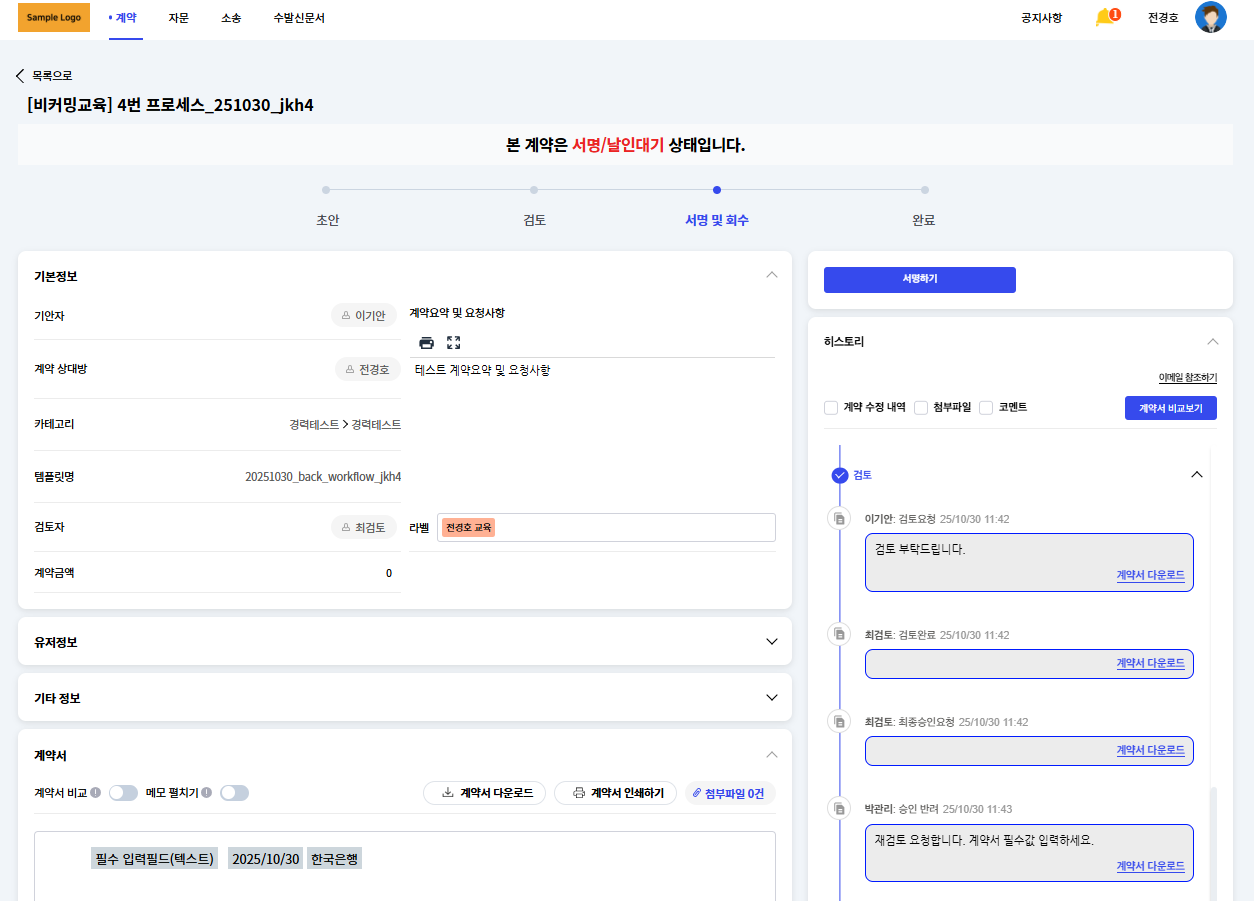 Sample Logo
계약
자문
소송
수발신문서
공지사항
1
전경호
목록으로
[비커밍교육] 4번 프로세스_251030_jkh4
본 계약은 서명/날인대기 상태입니다.
초안
검토
서명 및 회수
완료
기본정보
기안자
이기안
계약 상대방
전경호
카테고리
경력테스트 > 경력테스트
템플릿명
20251030_back_workflow_jkh4
검토자
최검토
계약금액
0
계약요약 및 요청사항
테스트 계약요약 및 요청사항
라벨
전경호 교육
유저정보
기타 정보
계약서
계약서 비교
메모 펼치기
계약서 다운로드
계약서 인쇄하기
첨부파일 0건
필수 입력필드(텍스트) 2025/10/30 한국은행
서명하기
히스토리
이메일 참조하기
계약 수정 내역
첨부파일
코멘트
계약서 비교보기
검토
이기안: 검토요청 25/10/30 11:42
검토 부탁드립니다.
계약서 다운로드
최검토: 검토완료 25/10/30 11:42
계약서 다운로드
최검토: 최종승인요청 25/10/30 11:42
계약서 다운로드
박관리: 승인 반려 25/10/30 11:43
재검토 요청합니다. 계약서 필수값 입력하세요.
계약서 다운로드